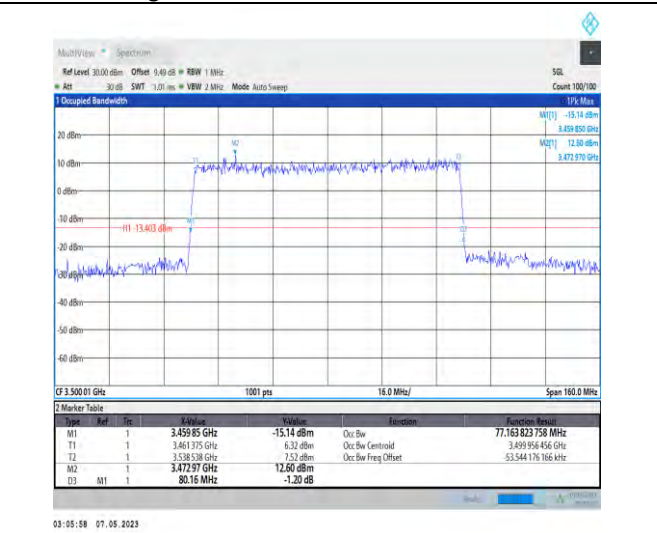 MultiView Spectrum
Ref Level 30.00 dBm Offset 9.49 dB RBW 1 MHz SGL
Att 30 dB SWT 1.01 ms VBW 2 MHz Mode Auto Sweep Count 100/100
1 Occupied Bandwidth 1Pk Max
M1[1] -15.14 dBm
3.459 850 GHz
M2[1] 12.60 dBm
3.472 970 GHz
20 dBm
M2
T1
10 dBm
0 dBm
-10 dBm
H1 -13.403 dBm
M1
D3
-20 dBm
-30 dBm
-40 dBm
-50 dBm
-60 dBm
CF 3.500 01 GHz 1001 pts 16.0 MHz/ Span 160.0 MHz
2 Marker Table
Type Ref Trc X-Value Y-Value Function Function Result
M1 1 3.459 85 GHz -15.14 dBm Occ Bw 77.163 823 758 MHz
T1 1 3.461 375 GHz 6.32 dBm Occ Bw Centroid 3.499 956 456 GHz
T2 1 3.538 538 GHz 7.52 dBm Occ Bw Freq Offset -53.544 176 166 kHz
M2 1 3.472 97 GHz 12.60 dBm
D3 M1 1 80.16 MHz -1.20 dB
03:05:58 07.05.2023